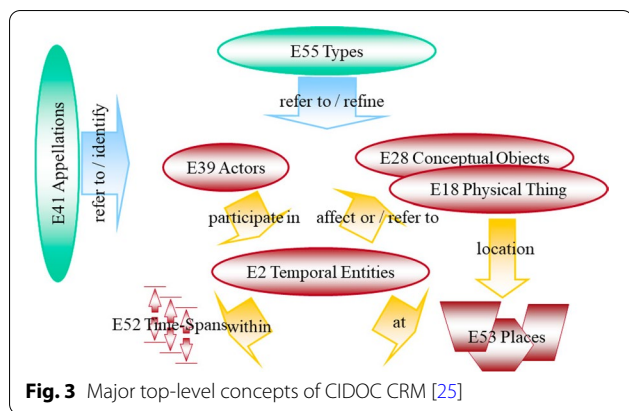 E55 Types
refer to / refine
E41 Appellations
refer to / identify
E39 Actors
E28 Conceptual Objects
E18 Physical Thing
participate in
affect or / refer to
location
E2 Temporal Entities
E52 Time-Spans
within
at
E53 Places
Fig. 3 Major top-level concepts of CIDOC CRM [25]